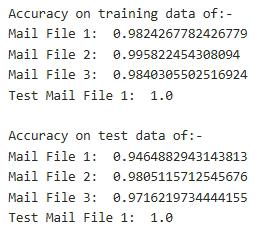 Accuracy on training data of:-
Mail File 1:  0.9824267782426779
Mail File 2:  0.995822454308094
Mail File 3:  0.9840305502516924
Test Mail File 1:  1.0
Accuracy on test data of:-
Mail File 1:  0.9464882943143813
Mail File 2:  0.9805115712545676
Mail File 3:  0.9716219734444155
Test Mail File 1:  1.0